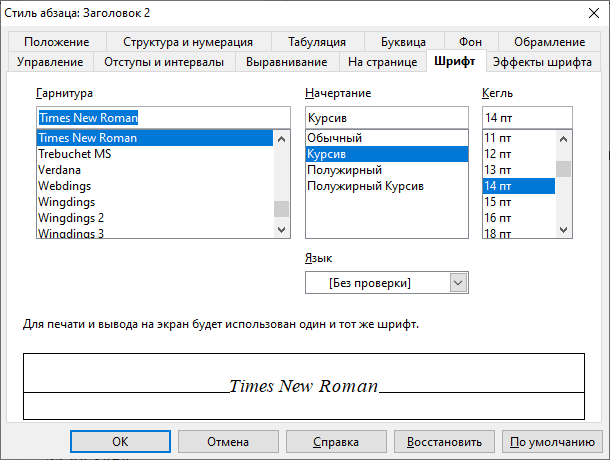 Стиль абзаца: Заголовок 2
Положение Структура и нумерация Табуляция Буквица Фон Обрамление
Управление Отступы и интервалы Выравнивание На странице Шрифт Эффекты шрифта
Гарнитура Начертание Кегль
Times New Roman Курсив 14 пт
Times New Roman Обычный 11 пт
Trebuchet MS Курсив 12 пт
Verdana Полужирный 13 пт
Webdings Полужирный Курсив 14 пт
Wingdings 15 пт
Wingdings 2 16 пт
Wingdings 3 18 пт
Язык
[Без проверки]
Для печати и вывода на экран будет использован один и тот же шрифт.
Times New Roman
ОК Отмена Справка Восстановить По умолчанию